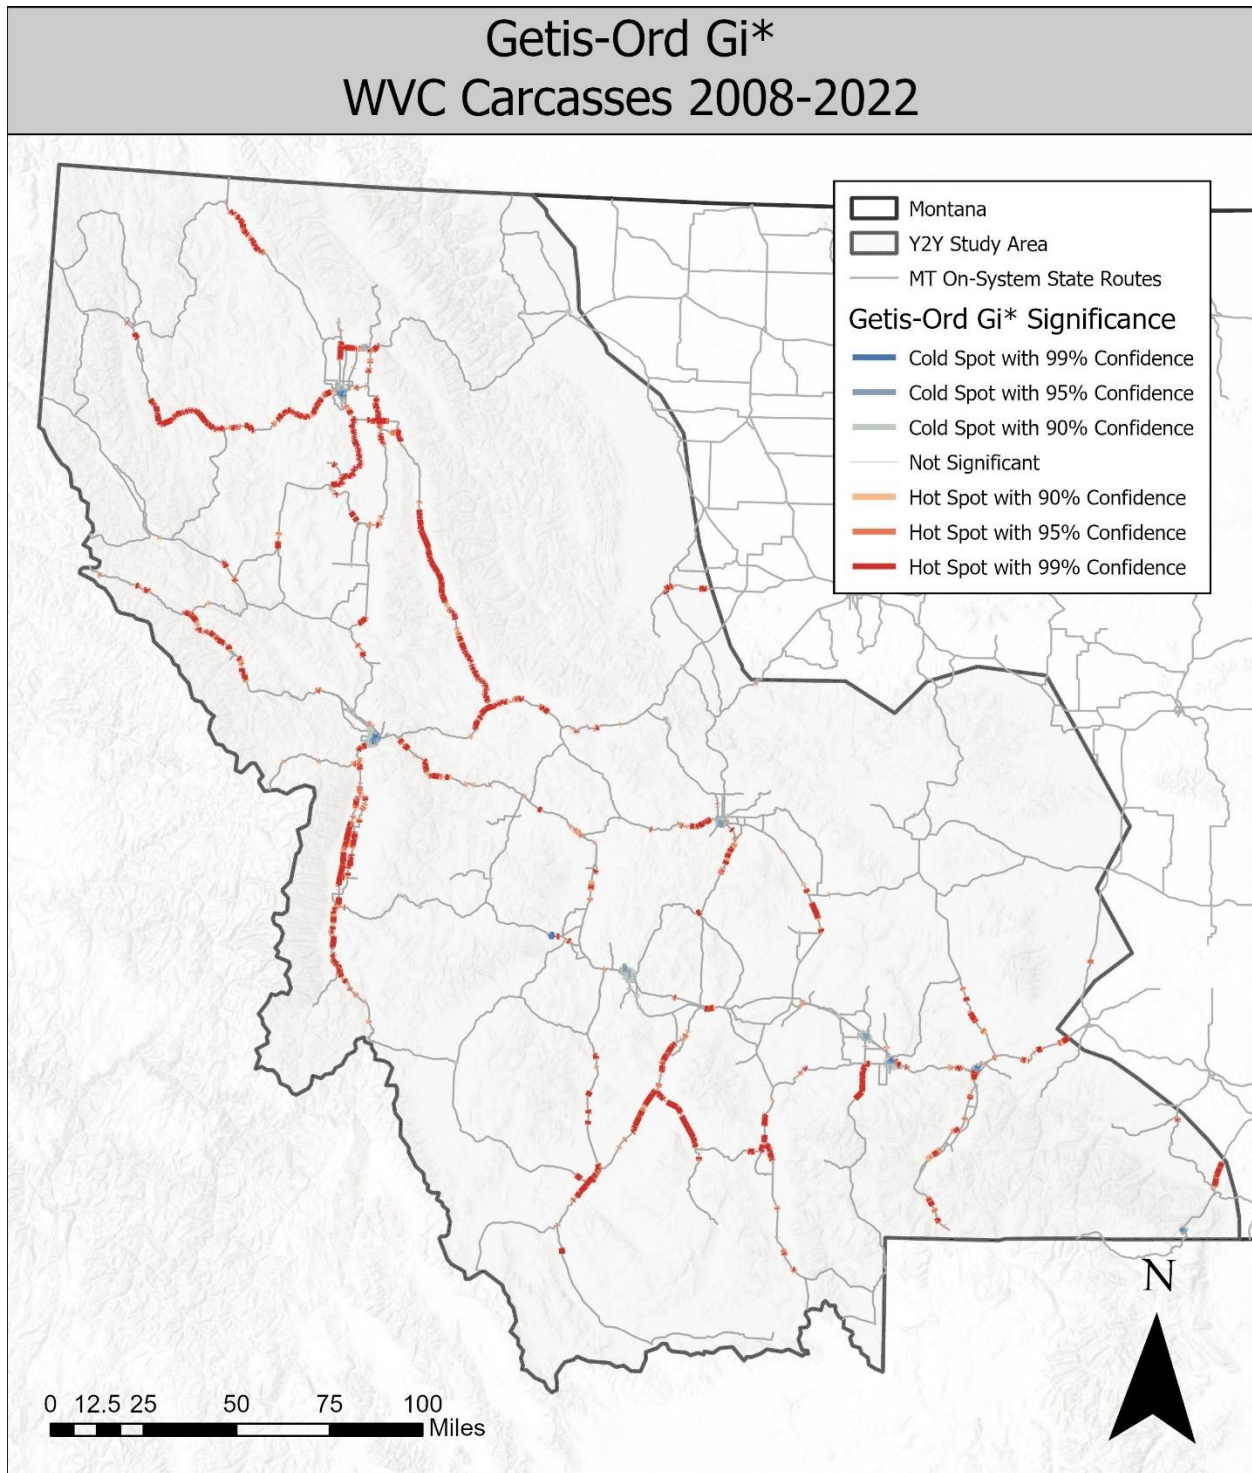 Getis-Ord Gi*
WVC Carcasses 2008-2022
Montana
Y2Y Study Area
MT On-System State Routes
Getis-Ord Gi* Significance
Cold Spot with 99% Confidence
Cold Spot with 95% Confidence
Cold Spot with 90% Confidence
Not Significant
Hot Spot with 90% Confidence
Hot Spot with 95% Confidence
Hot Spot with 99% Confidence
N
0 12.5 25 50 75 100
Miles